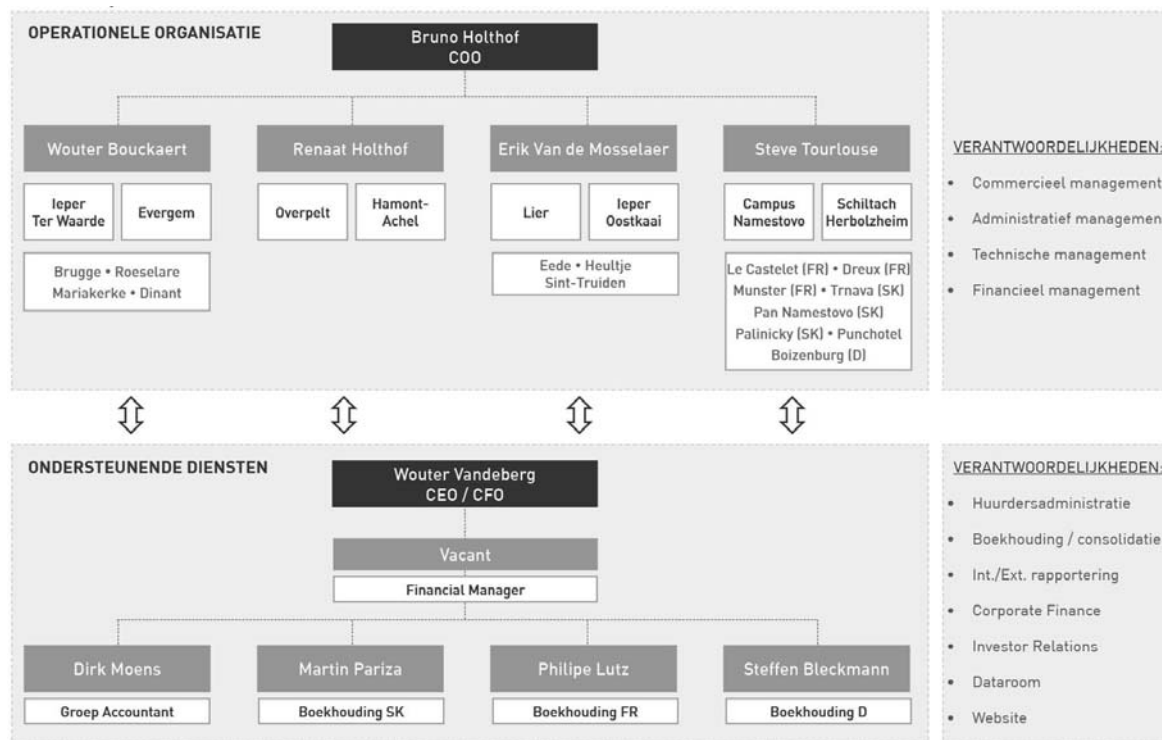 OPERATIONELE ORGANISATIE
Bruno Holthof
COO
Wouter Bouckaert
Ieper
Ter Waarde
Evergem
Brugge • Roeselare
Mariakerke • Dinant
Renaat Holthof
Overpelt
Hamont-
Achel
Erik Van de Mosselaer
Lier
Ieper
Oostkaai
Eede • Heultje
Sint-Truiden
Steve Tourlouse
Campus
Namestovo
Schiltach
Herbolzheim
Le Castelet (FR) • Dreux (FR)
Munster (FR) • Trnava (SK)
Pan Namestovo (SK)
Palinicky (SK) • Punchotel
Boizenburg (D)
VERANTWOORDELIJKHEDEN:
• Commercieel management
• Administratief managemen
• Technische management
• Financieel management
ONDERSTEUNENDE DIENSTEN
Wouter Vandeberg
CEO / CFO
Vacant
Financial Manager
Dirk Moens
Groep Accountant
Martin Pariza
Boekhouding SK
Philipe Lutz
Boekhouding FR
Steffen Bleckmann
Boekhouding D
VERANTWOORDELIJKHEDEN:
• Huurdersadministratie
• Boekhouding / consolidatie
• Int./Ext. rapportering
• Corporate Finance
• Investor Relations
• Dataroom
• Website